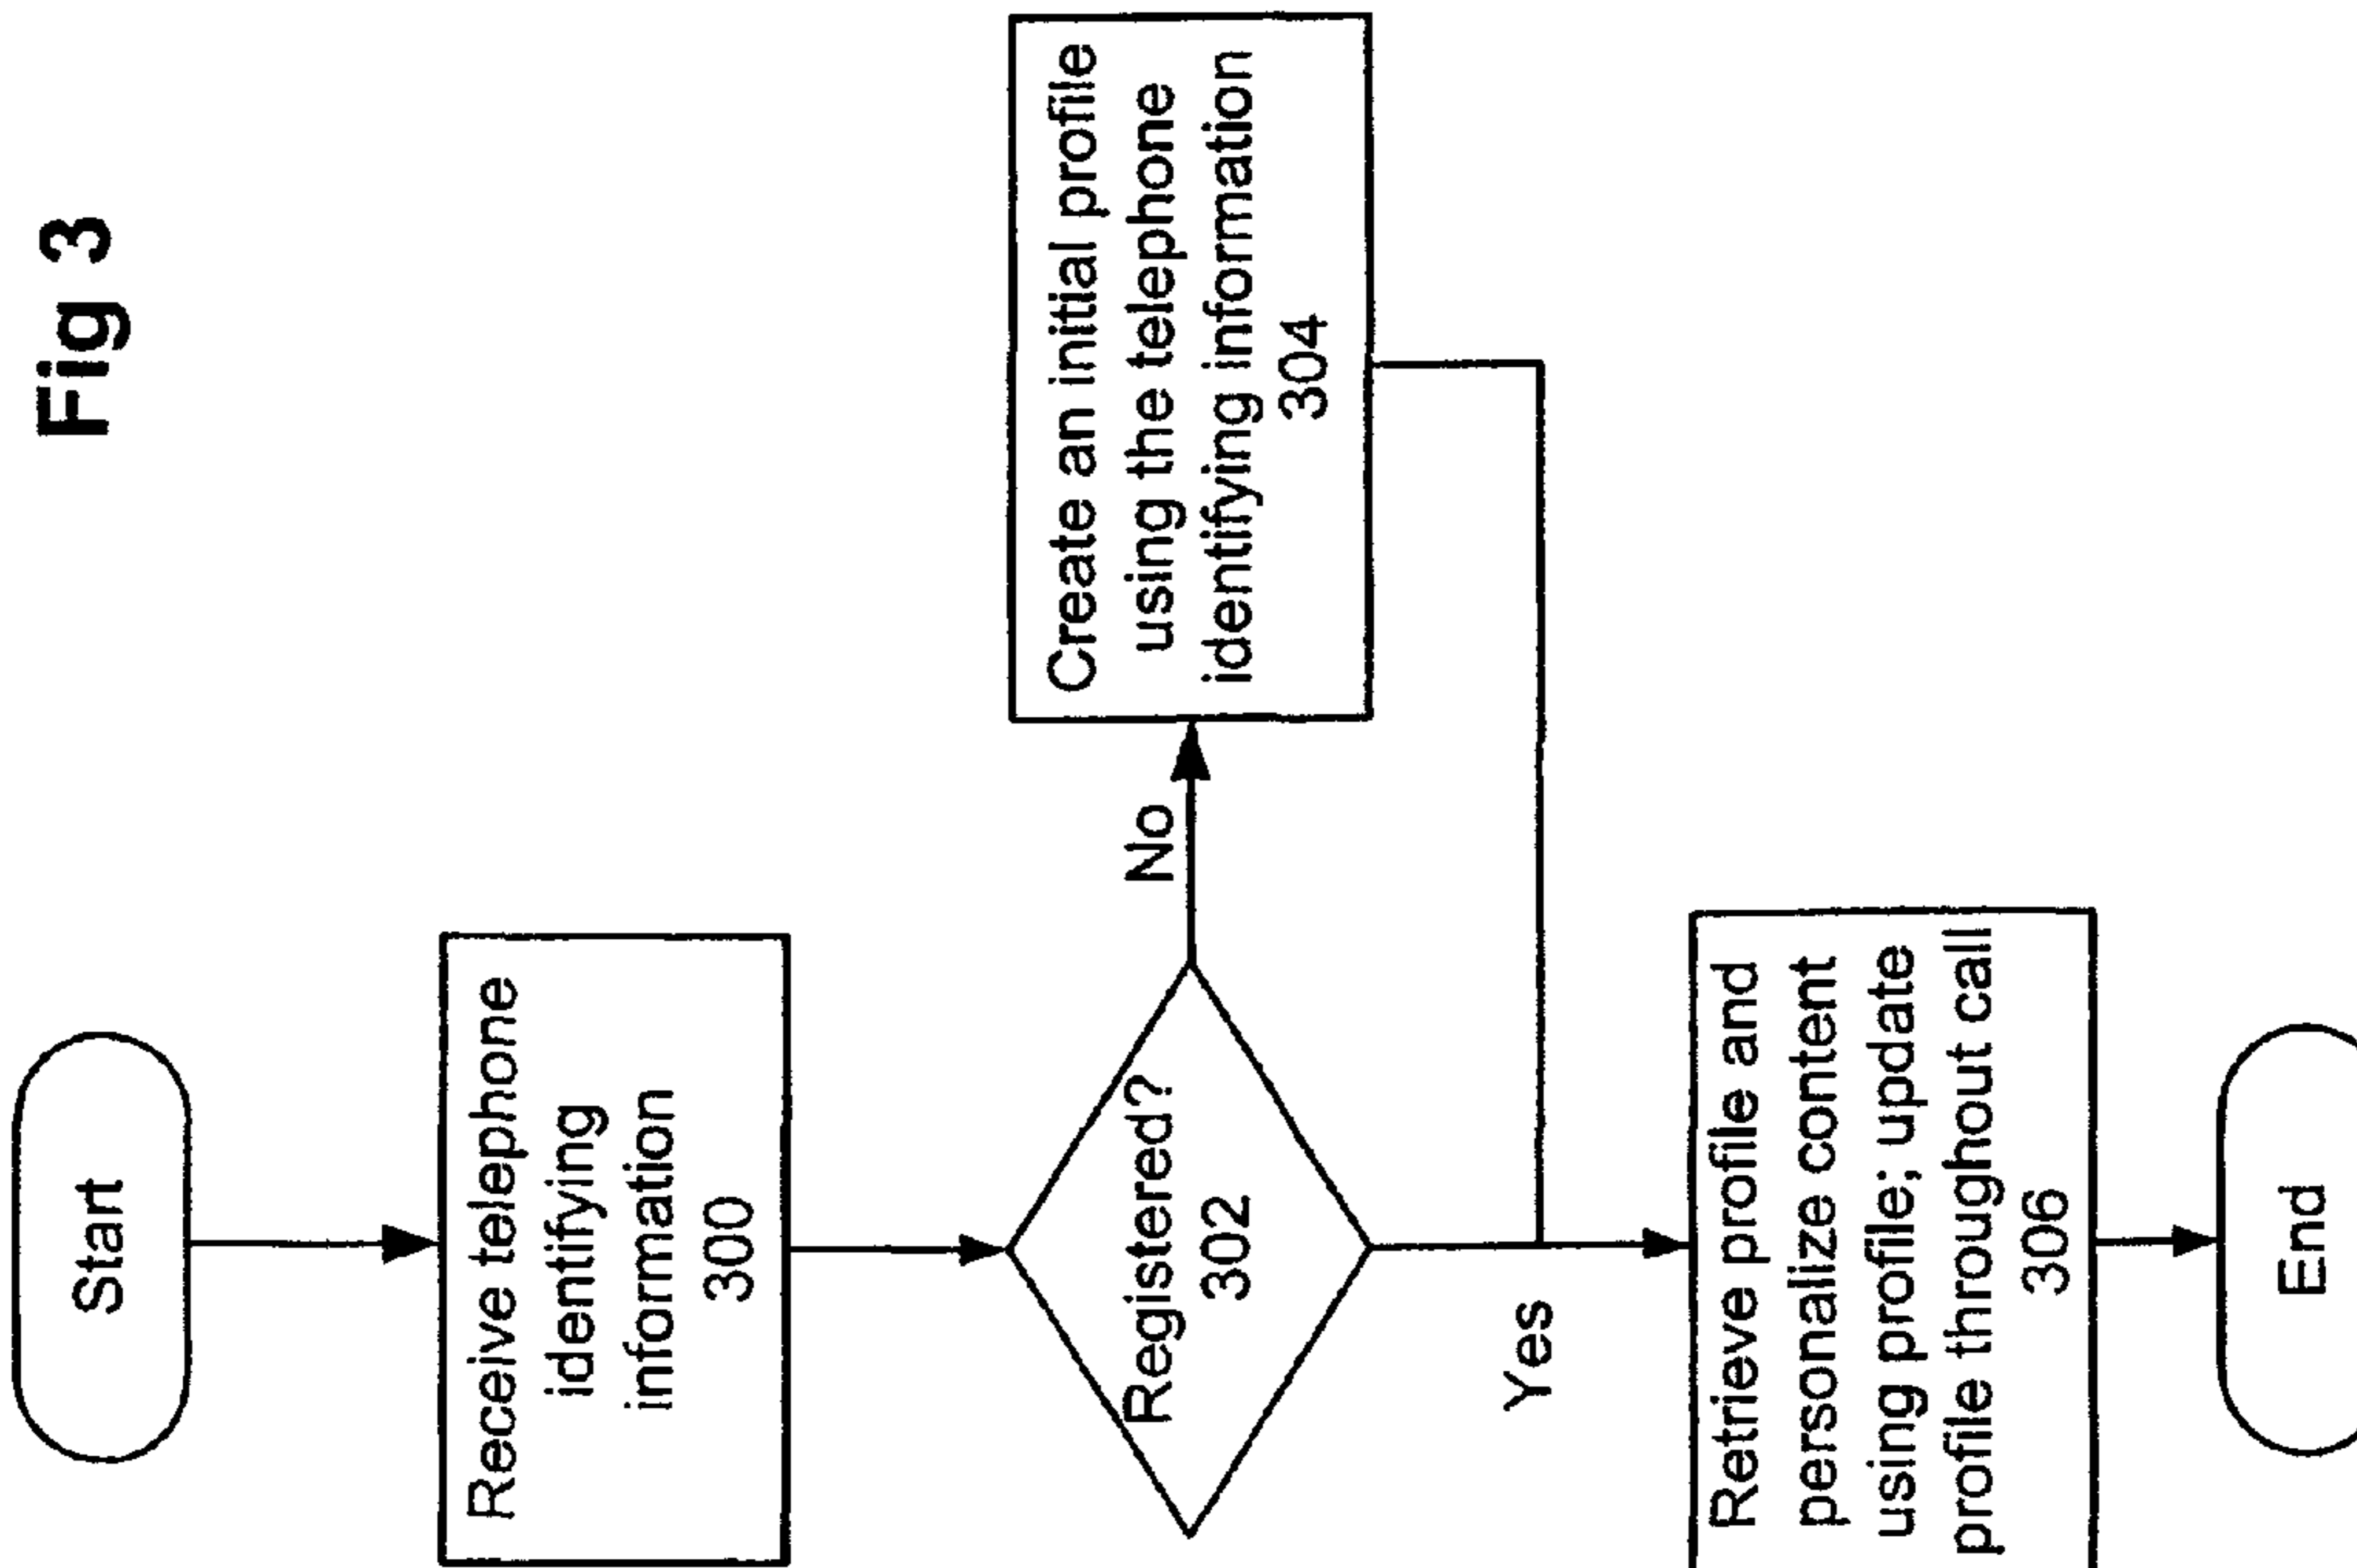 Fig 3
Start
Receive telephone
identifying
information
300
Registered?
302
No
Create an initial profile
using the telephone
identifying information
304
Yes
Retrieve profile and
personalize content
using profile; update
profile throughout call
306
End